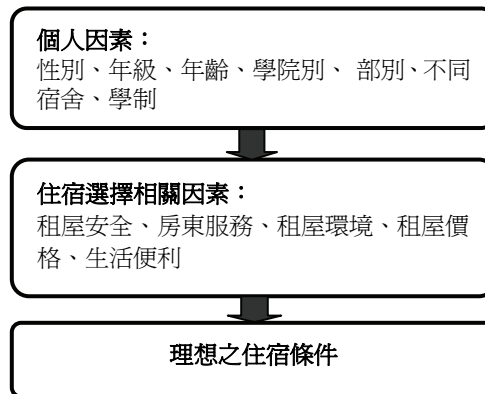 個人因素：
性別、年級、年齡、學院別、 部別、不同
宿舍、學制
住宿選擇相關因素：
租屋安全、房東服務、租屋環境、租屋價
格、生活便利
理想之住宿條件